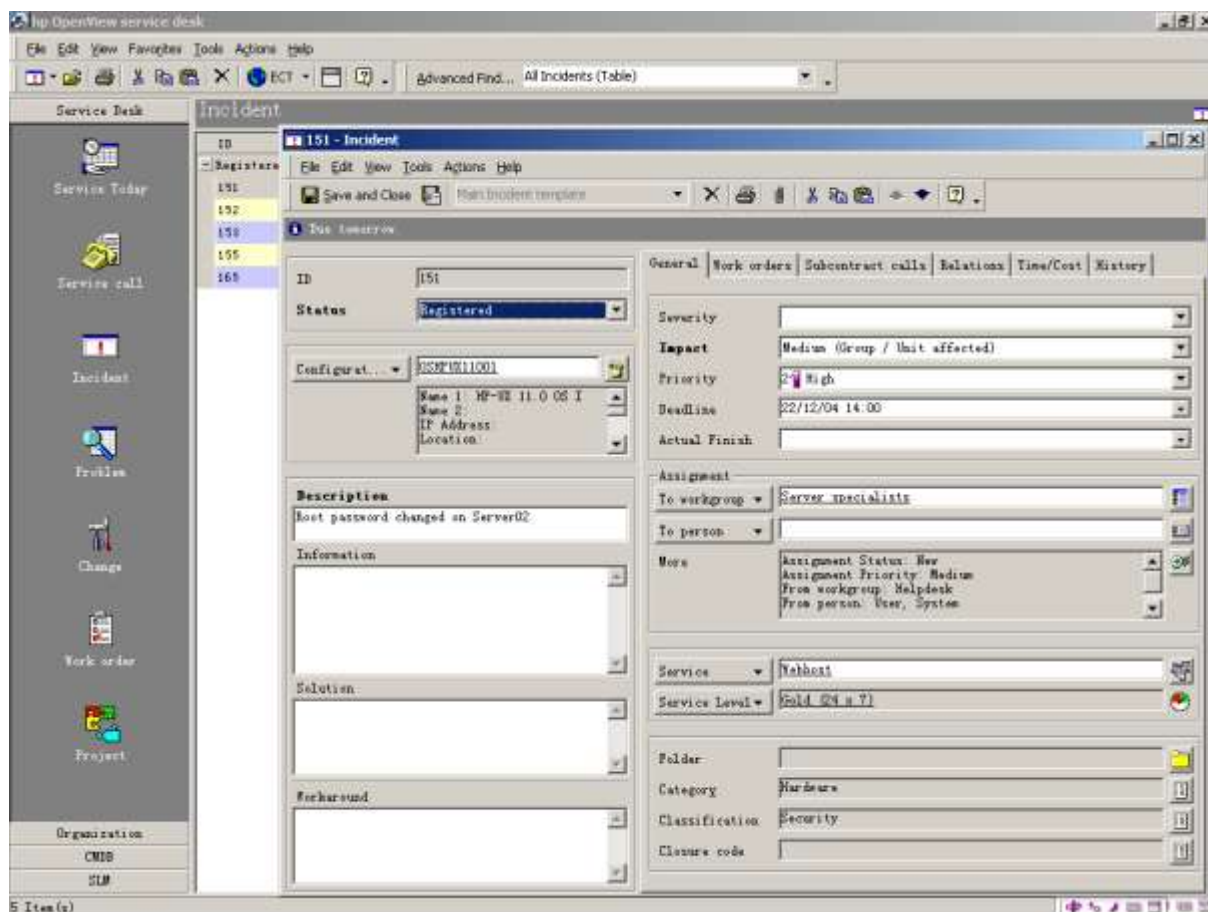 hp OpenView service desk
File Edit View Favorites Tools Actions Help
ECT Advanced Find... All Incidents (Table)
Service Desk
Incident
Service Today
Service call
Incident
Problem
Change
Work order
Project
Organization
CMDB
SLM
5 Item(s)
ID
Registere
151
152
153
155
165
151 - Incident
File Edit View Tools Actions Help
Save and Close Main Incident template
Due tomorrow
ID 151
Status Registered
Configurat...
Name 1: HP-UX 11.0 OS I
Name 2:
IP Address:
Location:
Description
Root password changed on Server02
Information
Solution
Workaround
General Work orders Subcontract calls Relations Time/Cost History
Severity
Impact Medium (Group / Unit affected)
Priority 2 High
Deadline 22/12/04 14:00
Actual Finish
Assignment
To workgroup Server specialists
To person
More Assignment Status: New
Assignment Priority: Medium
From workgroup: Helpdesk
From person: User, System
Service Webhost
Service Level Gold (24 x 7)
Folder
Category Hardware
Classification Security
Closure code